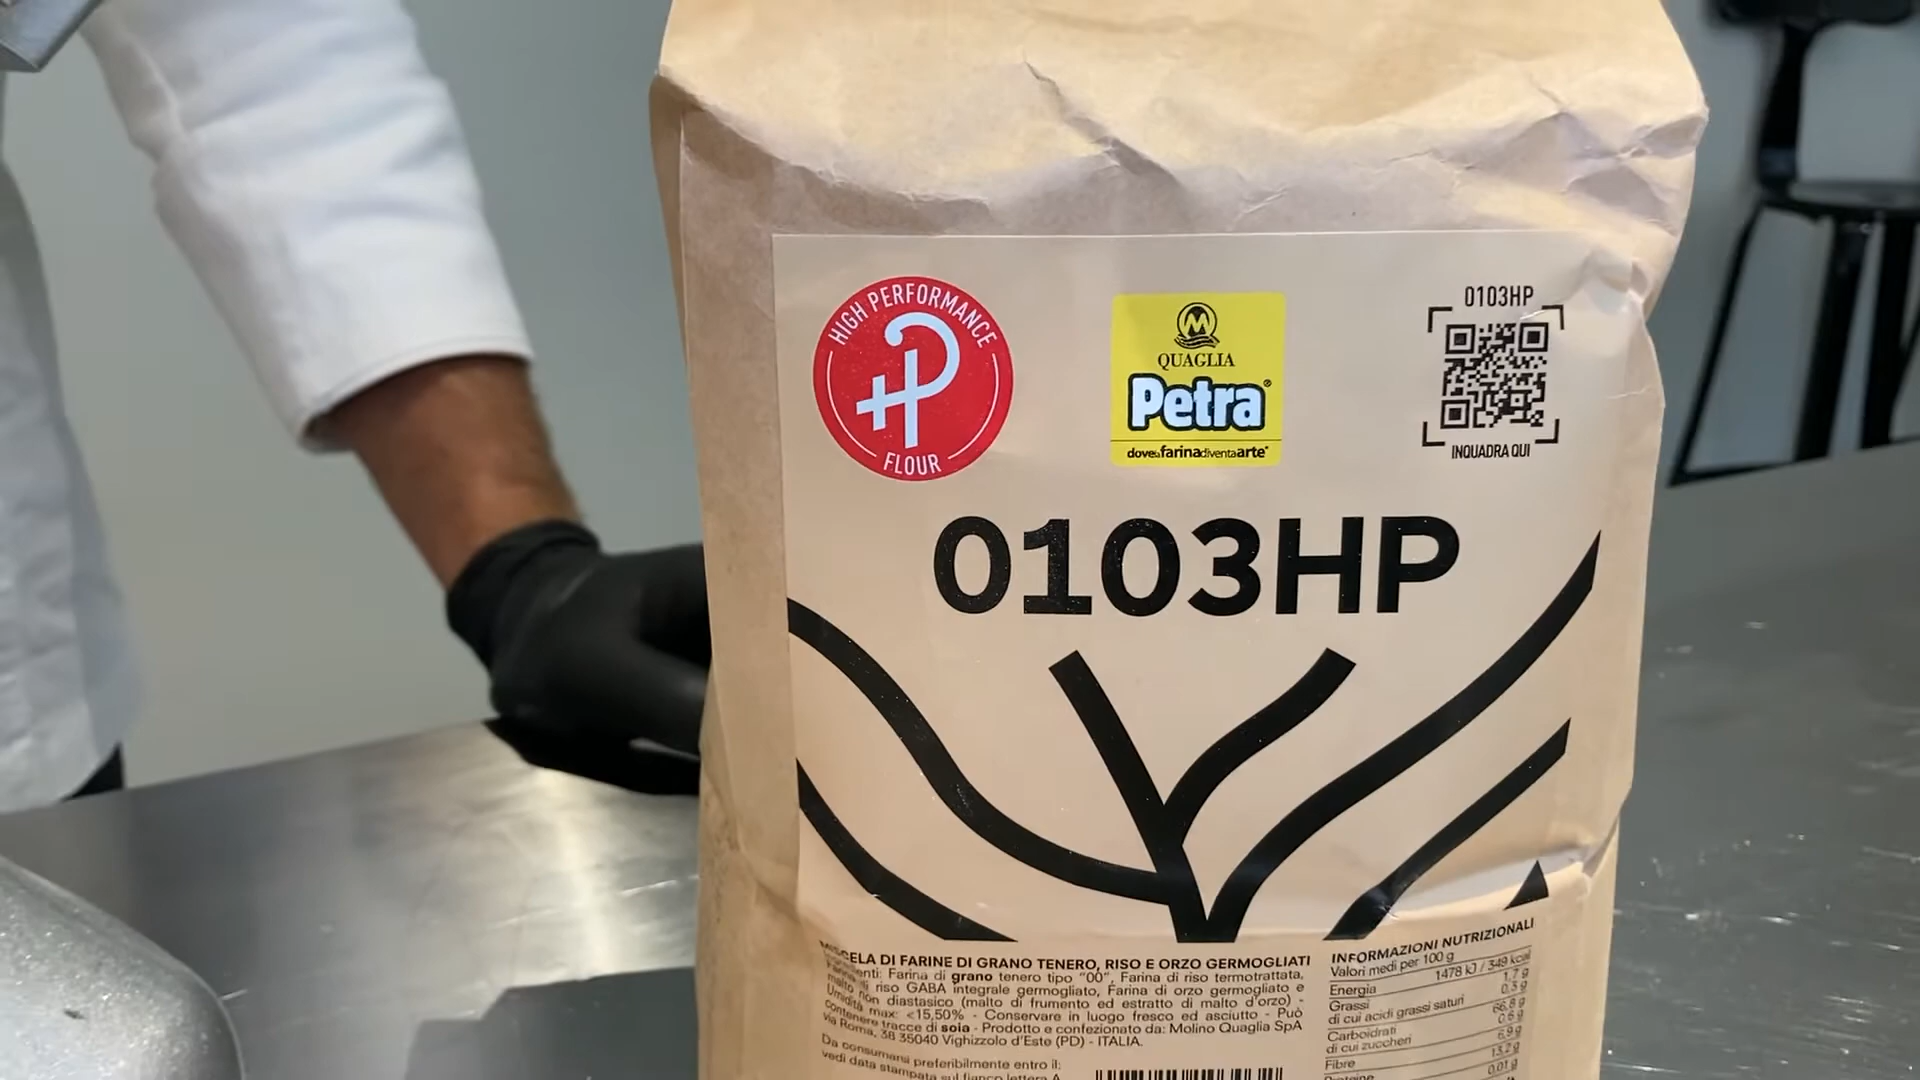 HIGH PERFORMANCE
HP
FLOUR
M
QUAGLIA
Petra®
dovelafarinadiventaarte®
0103HP
INQUADRA QUI
0103HP
MISCELA DI FARINE DI GRANO TENERO, RISO E ORZO GERMOGLIATI
Farina di grano tenero tipo "00", Farina di riso termotrattata,
riso GABA integrale germogliato, Farina di orzo germogliato e
malto non diastasico (malto di frumento ed estratto di malto d'orzo) -
Umidità max: <15,50% - Conservare in luogo fresco ed asciutto - Può
contenere tracce di soia - Prodotto e confezionato da: Molino Quaglia SpA
Via Roma, 38 35040 Vighizzolo d'Este (PD) - ITALIA.
Da consumarsi preferibilmente entro il:
vedi data stampata sul fianco lettera A
INFORMAZIONI NUTRIZIONALI
Valori medi per 100 g
Energia 1478 kJ / 349 kcal
Grassi 1,7 g
di cui acidi grassi saturi 0,3 g
Carboidrati 66,8 g
di cui zuccheri 0,6 g
Fibre 6,9 g
Proteine 13,2 g
0,01 g